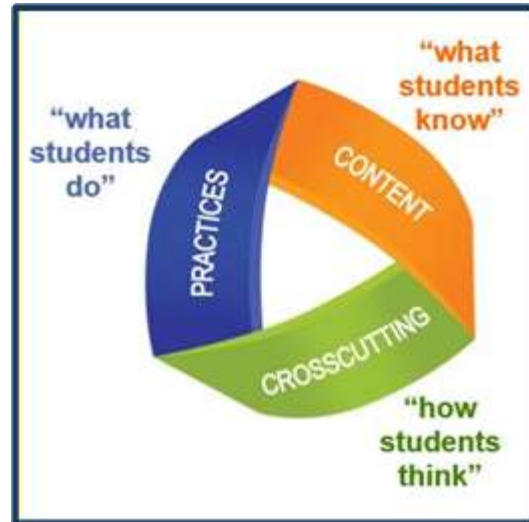 “what
students
know”
“what
students
do”
PRACTICES
CONTENT
CROSSCUTTING
“how
students
think”